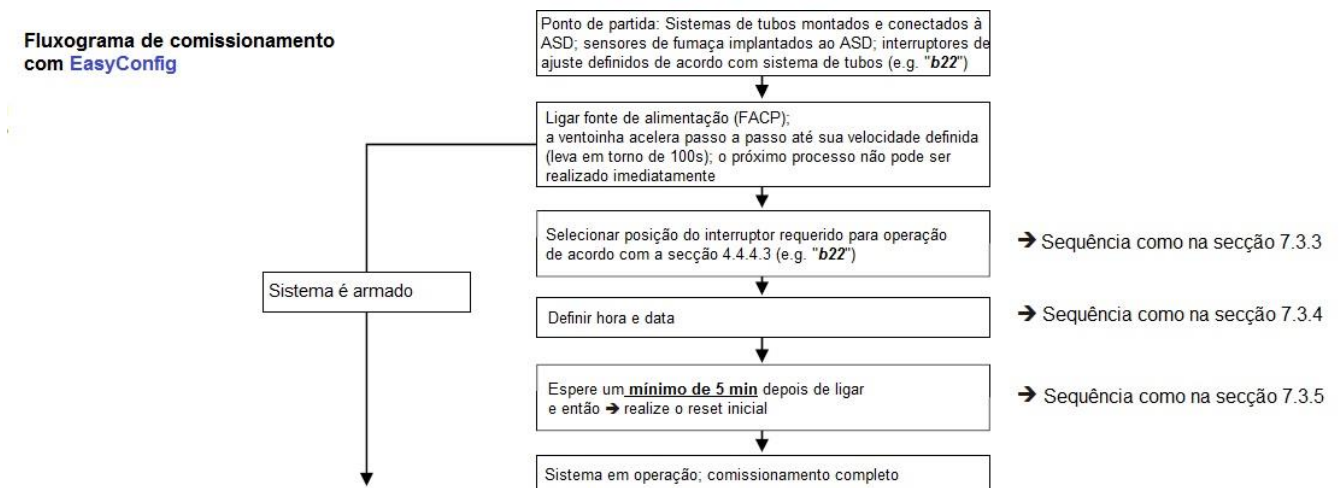 Fluxograma de comissionamento
com EasyConfig
Ponto de partida: Sistemas de tubos montados e conectados à
ASD; sensores de fumaça implantados ao ASD; interruptores de
ajuste definidos de acordo com sistema de tubos (e.g. "b22")
Ligar fonte de alimentação (FACP);
a ventoinha acelera passo a passo até sua velocidade definida
(leva em torno de 100s); o próximo processo não pode ser
realizado imediatamente
Selecionar posição do interruptor requerido para operação
de acordo com a secção 4.4.4.3 (e.g. "b22")
➔ Sequência como na secção 7.3.3
Sistema é armado
Definir hora e data
➔ Sequência como na secção 7.3.4
Espere um mínimo de 5 min depois de ligar
e então ➔ realize o reset inicial
➔ Sequência como na secção 7.3.5
Sistema em operação; comissionamento completo